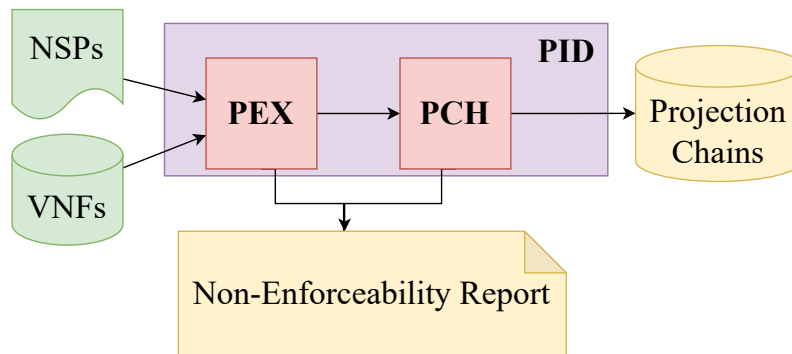 NSPs
PID
PEX
PCH
Projection
Chains
VNFs
Non-Enforceability Report